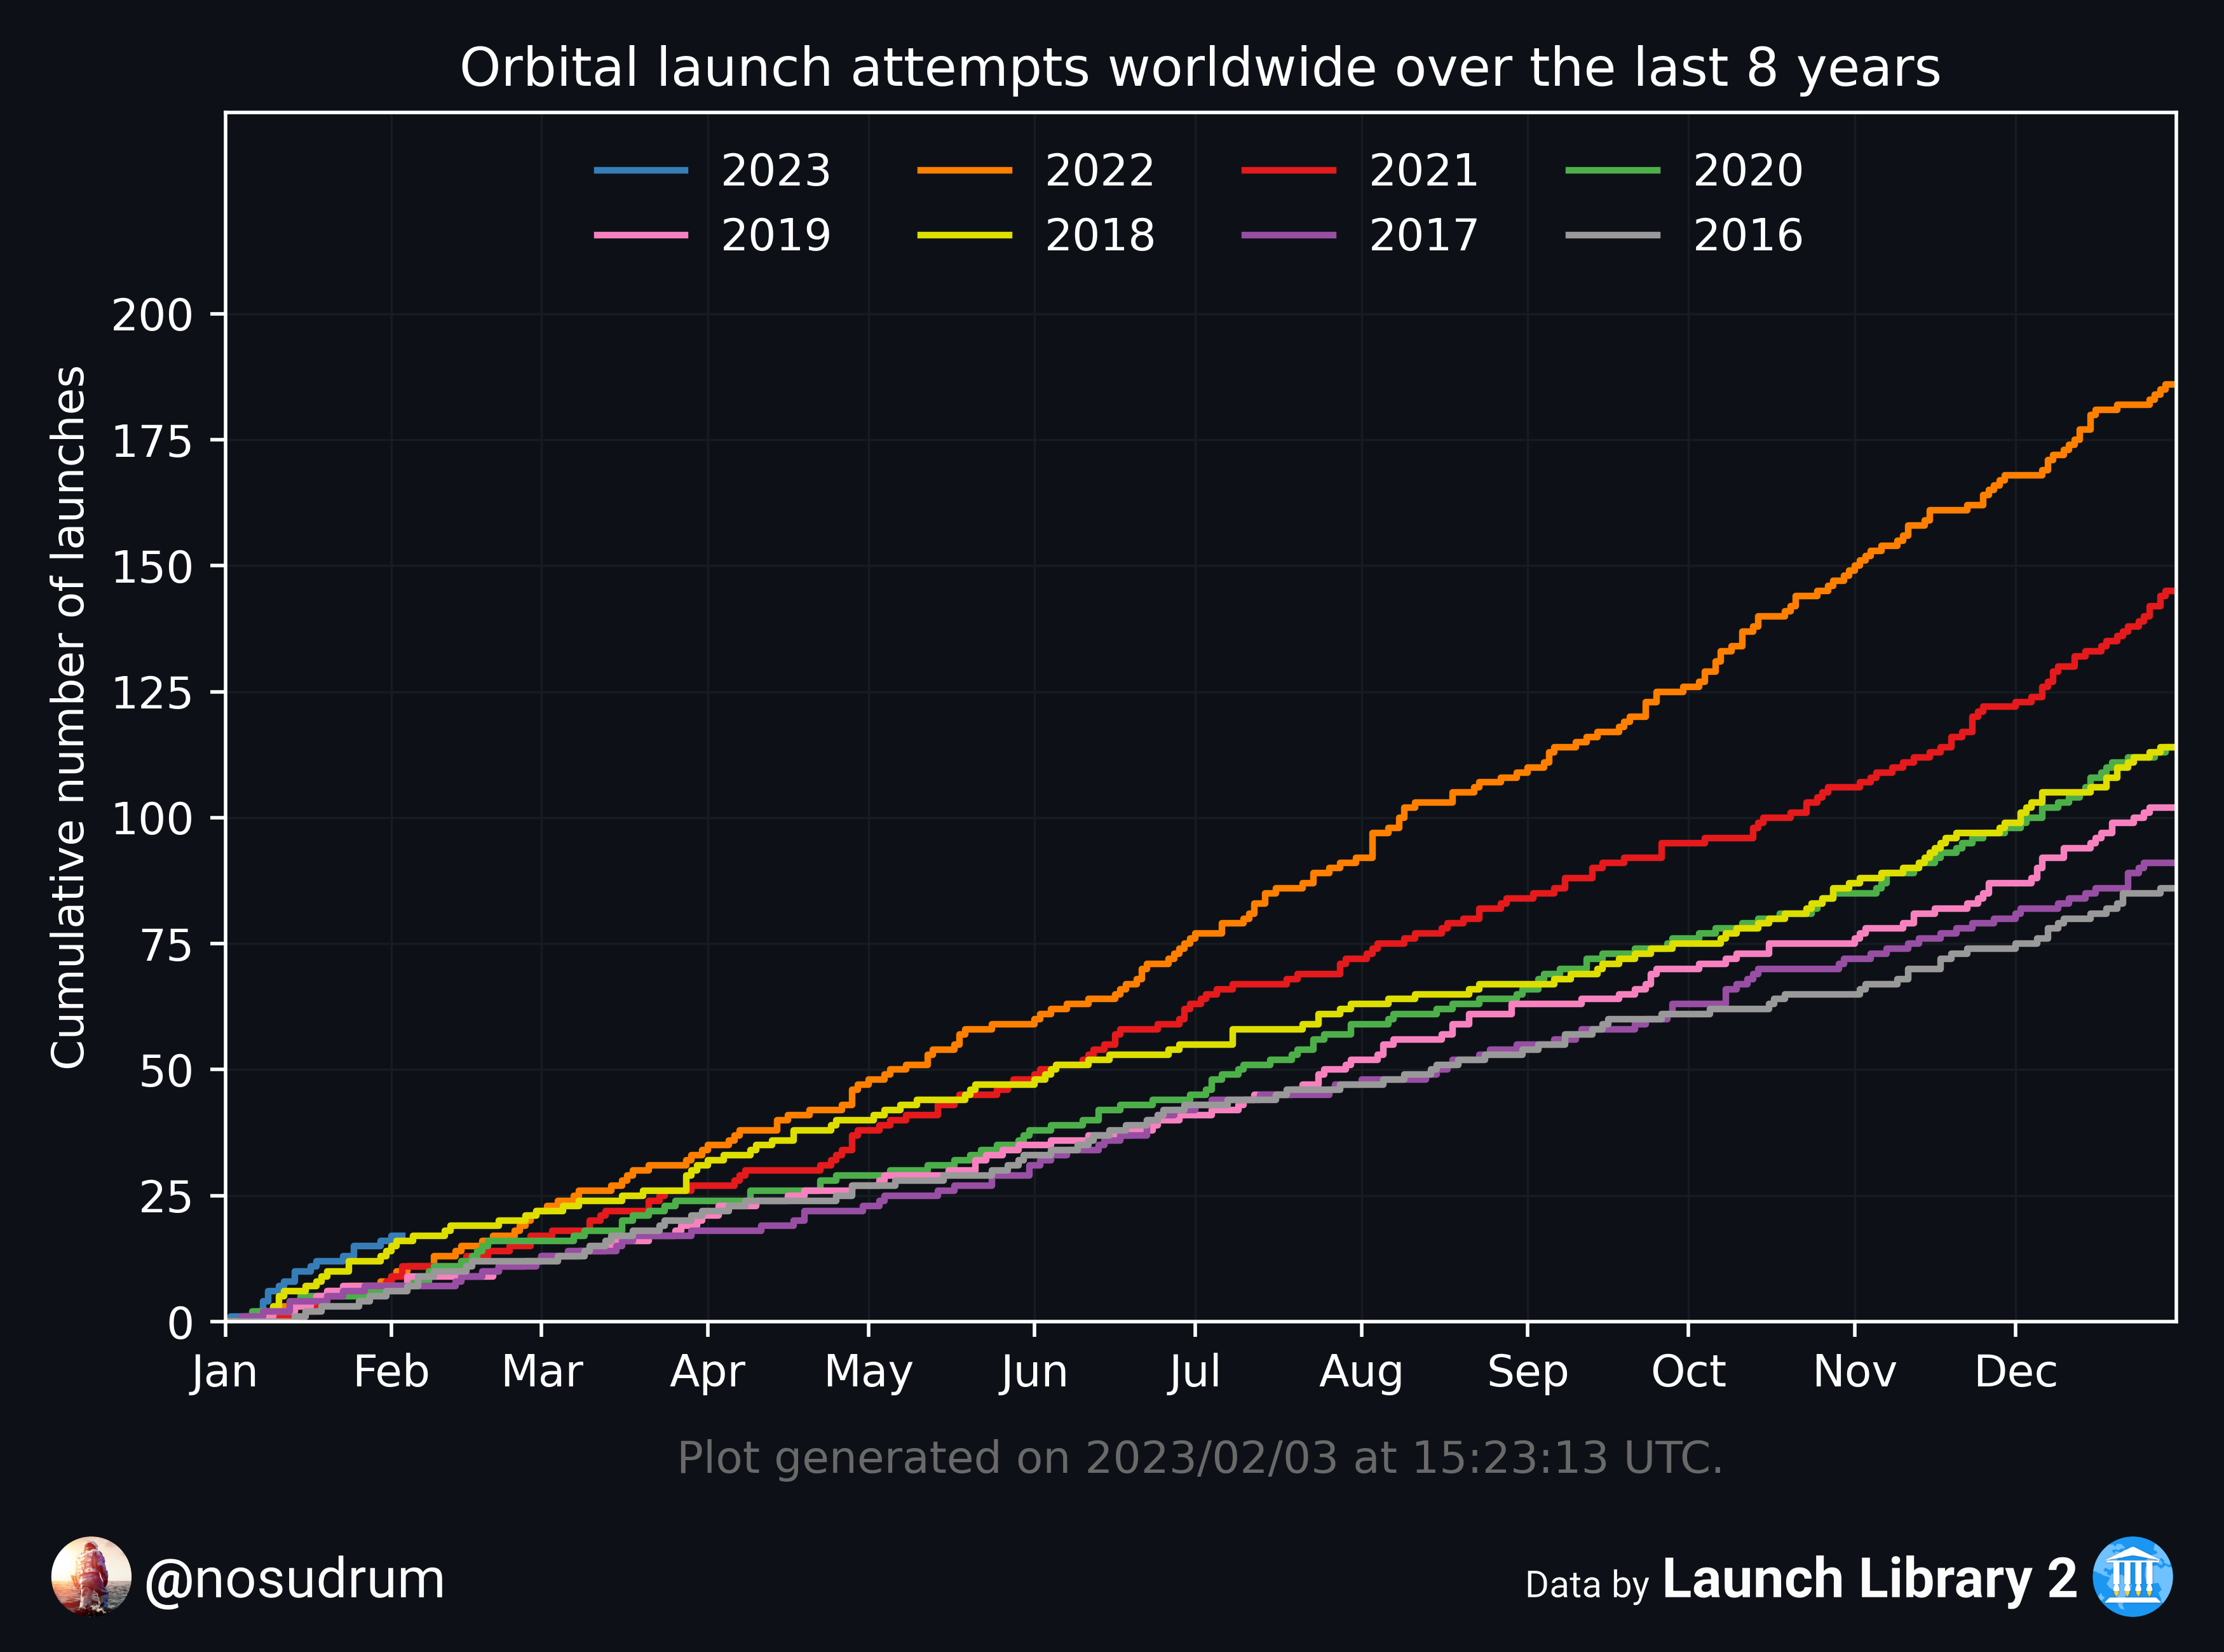 Orbital launch attempts worldwide over the last 8 years
2023 2022 2021 2020
2019 2018 2017 2016
Cumulative number of launches
200
175
150
125
100
75
50
25
0
Jan Feb Mar Apr May Jun Jul Aug Sep Oct Nov Dec
Plot generated on 2023/02/03 at 15:23:13 UTC.
@nosudrum
Data by Launch Library 2